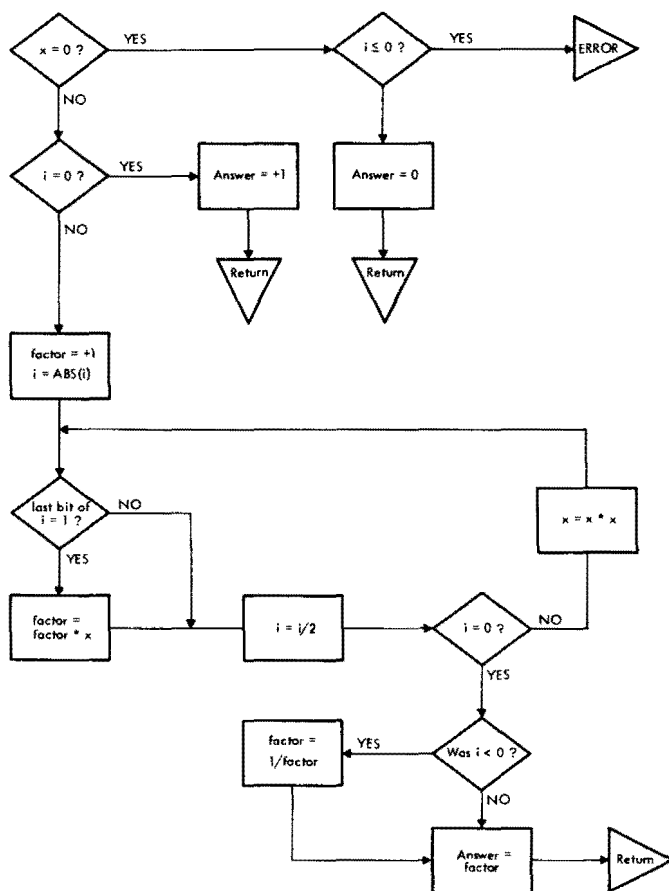 x = 0 ?
YES
i ≤ 0 ?
YES
ERROR
NO
i = 0 ?
YES
Answer = +1
Answer = 0
NO
Return
Return
factor = +1
i = ABS(i)
last bit of
i = 1 ?
NO
x = x * x
YES
factor =
factor * x
i = i/2
i = 0 ?
NO
YES
factor =
1/factor
YES
Was i < 0 ?
NO
Answer =
factor
Return